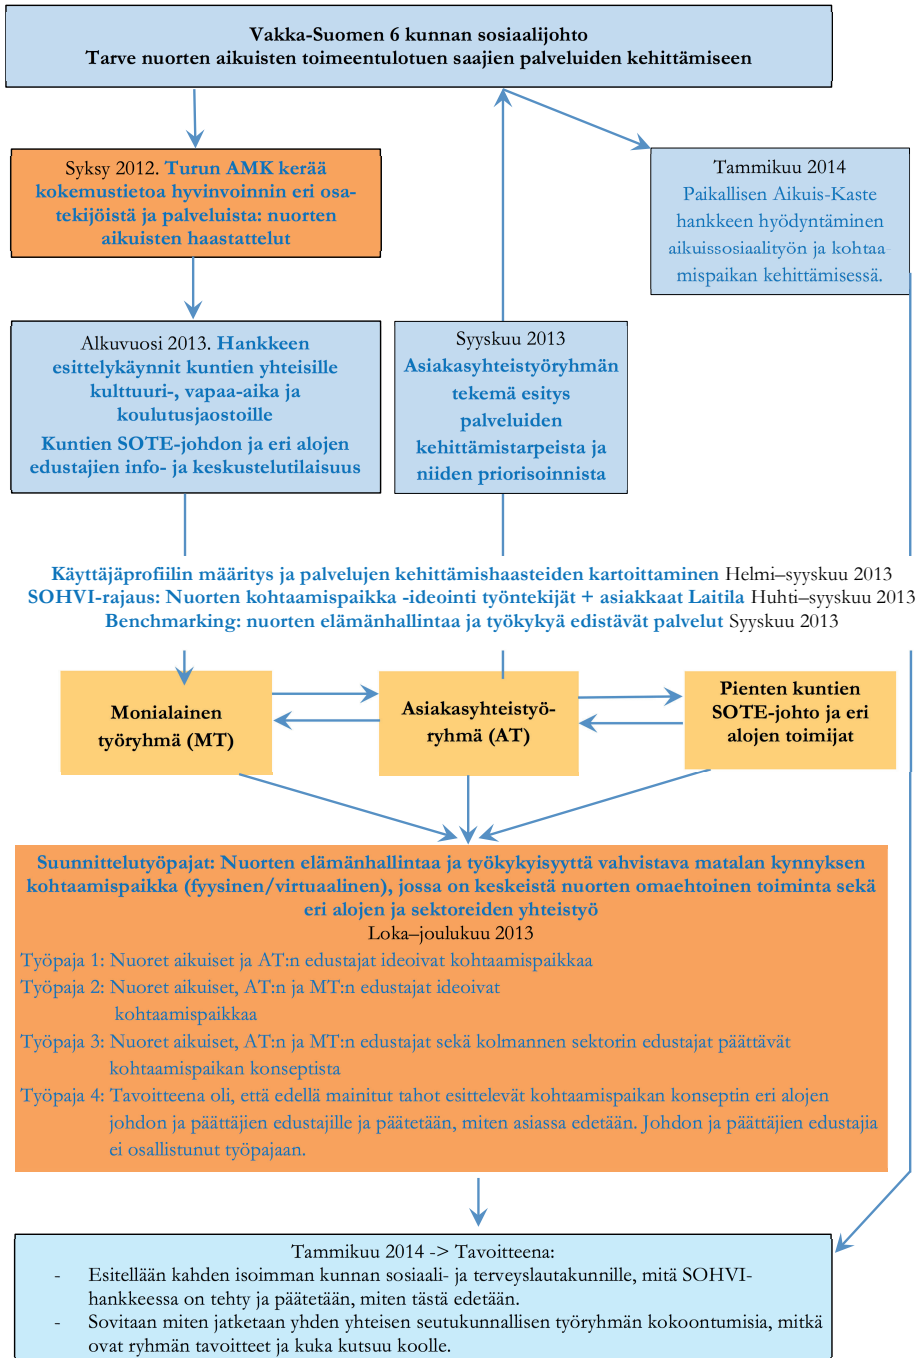 Vakka-Suomen 6 kunnan sosiaalijohto
Tarve nuorten aikuisten toimeentulotuen saajien palveluiden kehittämiseen
Syksy 2012. Turun AMK kerää
kokemustietoa hyvinvoinnin eri osa-
tekijöistä ja palveluista: nuorten
aikuisten haastattelut
Tammikuu 2014
Paikallisen Aikuis-Kaste
hankkeen hyödyntäminen
aikuissosiaalityön ja kohtaa-
mispaikan kehittämisessä.
Alkuvuosi 2013. Hankkeen
esittelykäynnit kuntien yhteisille
kulttuuri-, vapaa-aika ja
koulutusjaostoille
Kuntien SOTE-johdon ja eri alojen
edustajien info- ja keskustelutilaisuus
Syyskuu 2013
Asiakasyhteistyöryhmän
tekemä esitys
palveluiden
kehittämistarpeista ja
niiden priorisoinnista
Käyttäjäprofiilin määritys ja palvelujen kehittämishaasteiden kartoittaminen Helmi–syyskuu 2013
SOHVI-rajaus: Nuorten kohtaamispaikka -ideointi työntekijät + asiakkaat Laitila Huhti–syyskuu 2013
Benchmarking: nuorten elämänhallintaa ja työkykyä edistävät palvelut Syyskuu 2013
Monialainen
työryhmä (MT)
Asiakasyhteistyö-
ryhmä (AT)
Pienten kuntien
SOTE-johto ja eri
alojen toimijat
Suunnittelutyöpajat: Nuorten elämänhallintaa ja työkykyisyyttä vahvistava matalan kynnyksen
kohtaamispaikka (fyysinen/virtuaalinen), jossa on keskeistä nuorten omaehtoinen toiminta sekä
eri alojen ja sektoreiden yhteistyö
Loka–joulukuu 2013
Työpaja 1: Nuoret aikuiset ja AT:n edustajat ideoivat kohtaamispaikkaa
Työpaja 2: Nuoret aikuiset, AT:n ja MT:n edustajat ideoivat
kohtaamispaikkaa
Työpaja 3: Nuoret aikuiset, AT:n ja MT:n edustajat sekä kolmannen sektorin edustajat päättävät
kohtaamispaikan konseptista
Työpaja 4: Tavoitteena oli, että edellä mainitut tahot esittelevät kohtaamispaikan konseptin eri alojen
johdon ja päättäjien edustajille ja päätetään, miten asiassa edetään. Johdon ja päättäjien edustajia
ei osallistunut työpajaan.
Tammikuu 2014 -> Tavoitteena:
- Esitellään kahden isoimman kunnan sosiaali- ja terveyslautakunnille, mitä SOHVI-
hankkeessa on tehty ja päätetään, miten tästä edetään.
- Sovitaan miten jatketaan yhden yhteisen seutukunnallisen työryhmän kokoontumisia, mitkä
ovat ryhmän tavoitteet ja kuka kutsuu koolle.